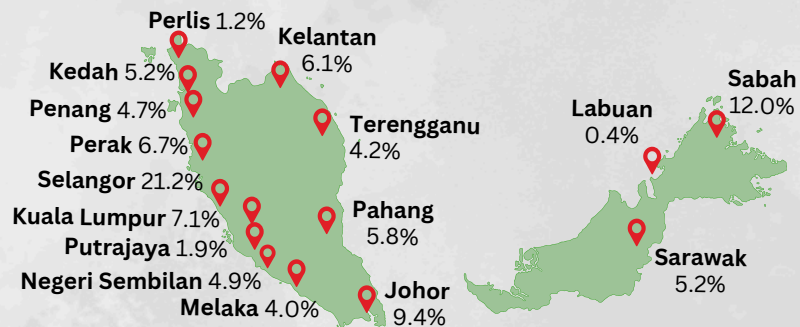 Perlis 1.2%
Kedah 5.2%
Penang 4.7%
Perak 6.7%
Selangor 21.2%
Kuala Lumpur 7.1%
Putrajaya 1.9%
Negeri Sembilan 4.9%
Melaka 4.0%
Kelantan
6.1%
Terengganu
4.2%
Pahang
5.8%
Johor
9.4%
Labuan
0.4%
Sabah
12.0%
Sarawak
5.2%